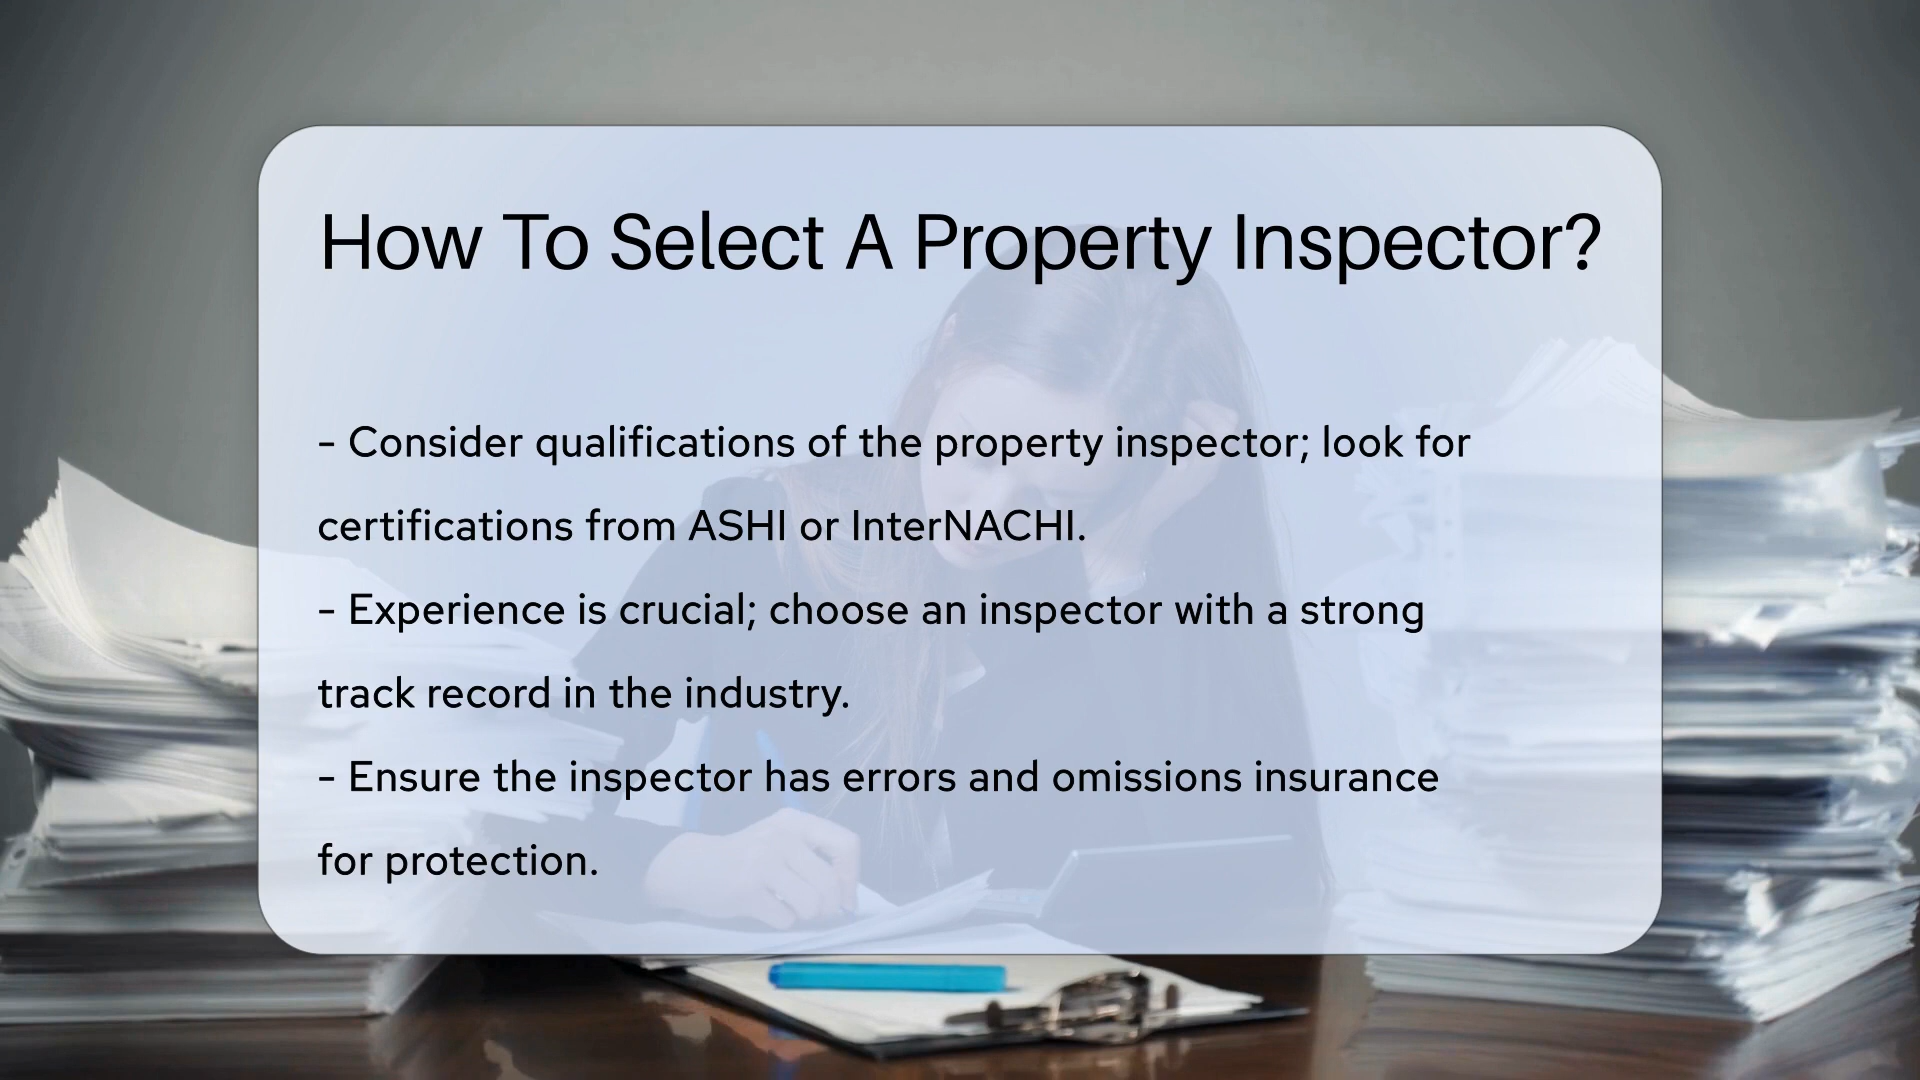 How To Select A Property Inspector?
- Consider qualifications of the property inspector; look for
certifications from ASHI or InterNACHI.
- Experience is crucial; choose an inspector with a strong
track record in the industry.
- Ensure the inspector has errors and omissions insurance
for protection.